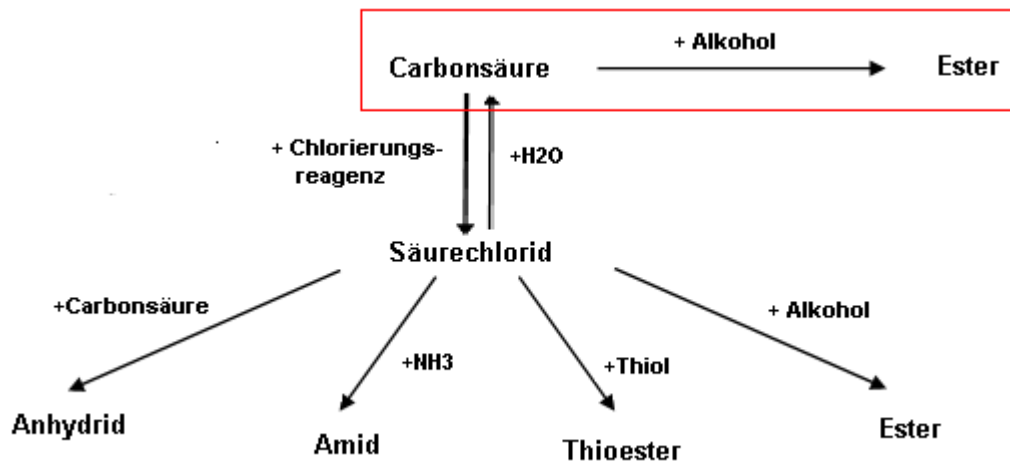 + Alkohol
Carbonsäure
Ester
+ Chlorierungs-
reagenz
+H2O
Säurechlorid
+Carbonsäure
+ Alkohol
+NH3
+Thiol
Anhydrid
Amid
Thioester
Ester